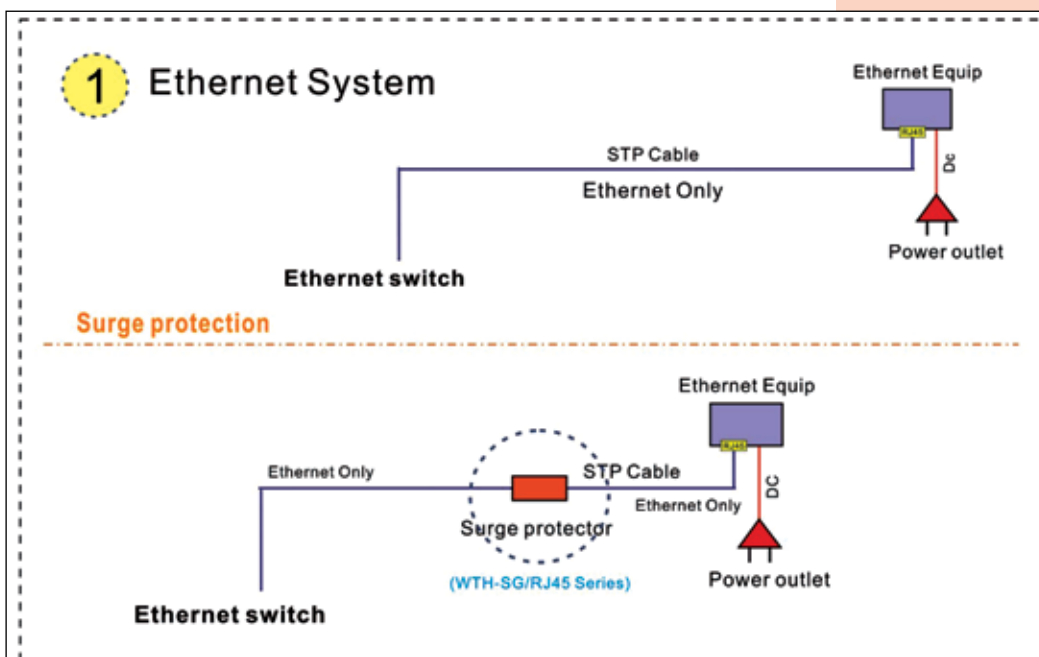 1 Ethernet System
Ethernet Equip
RJ45
STP Cable
Dc
Ethernet Only
Power outlet
Ethernet switch
Surge protection
Ethernet Equip
RJ45
Ethernet Only
STP Cable
DC
Ethernet Only
Surge protector
(WTH-SG/RJ45 Series)
Power outlet
Ethernet switch